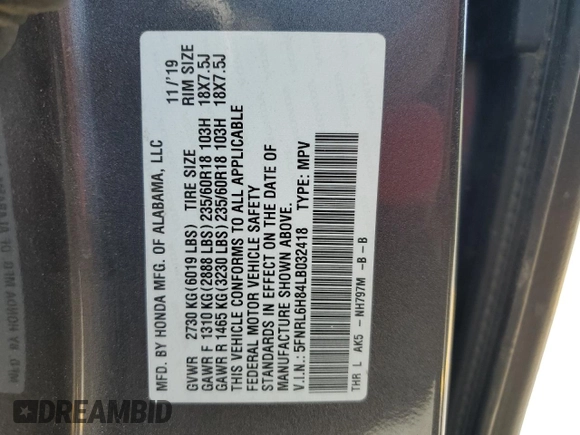 MFD. BY HONDA MFG. OF ALABAMA, LLC 11/'19
GVWR 2730 KG(6019 LBS) TIRE SIZE RIM SIZE
GAWR F 1310 KG(2888 LBS)235/60R18 103H 18X7.5J
GAWR R 1465 KG(3230 LBS)235/60R18 103H 18X7.5J
THIS VEHICLE CONFORMS TO ALL APPLICABLE
FEDERAL MOTOR VEHICLE SAFETY
STANDARDS IN EFFECT ON THE DATE OF
MANUFACTURE SHOWN ABOVE.
V.I.N.: 5FNRL6H84LB032418 TYPE: MPV
THR L AK5 -NH797M -B -B
DREAMBID